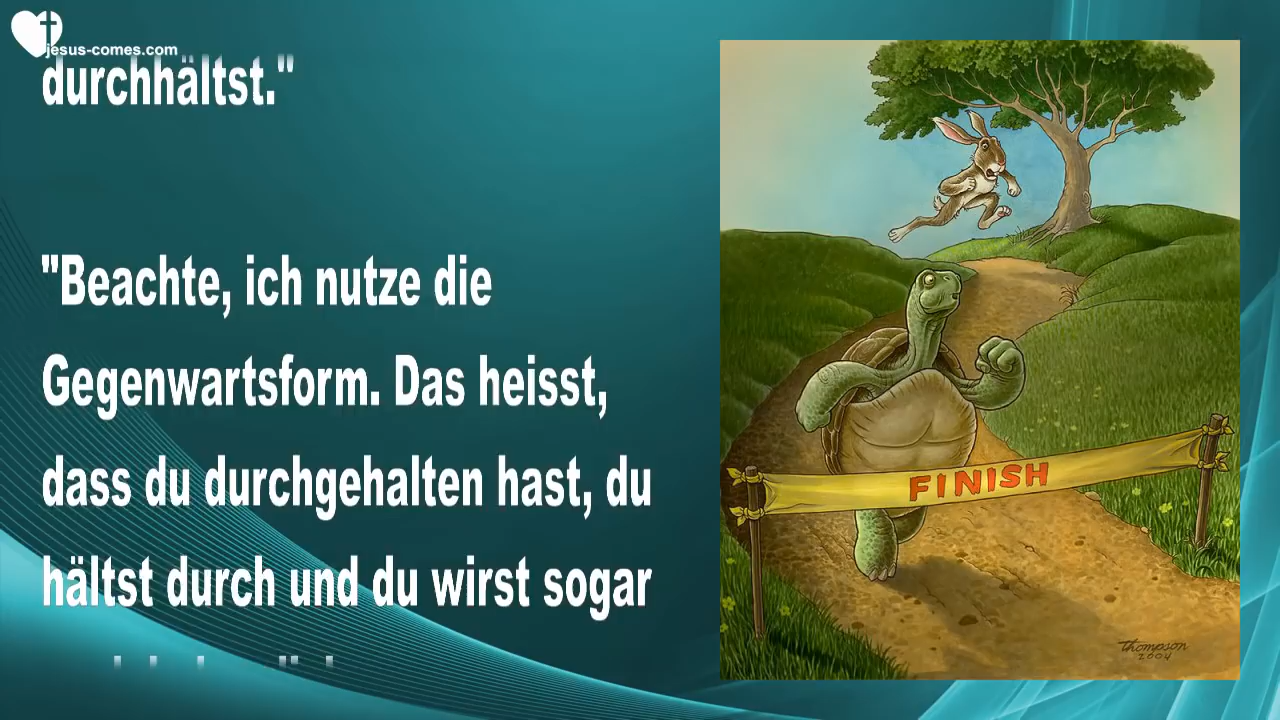 jesus-comes.com
durchhältst."
"Beachte, ich nutze die
Gegenwartsform. Das heisst,
dass du durchgehalten hast, du
hältst durch und du wirst sogar
FINISH
Thompson
2004